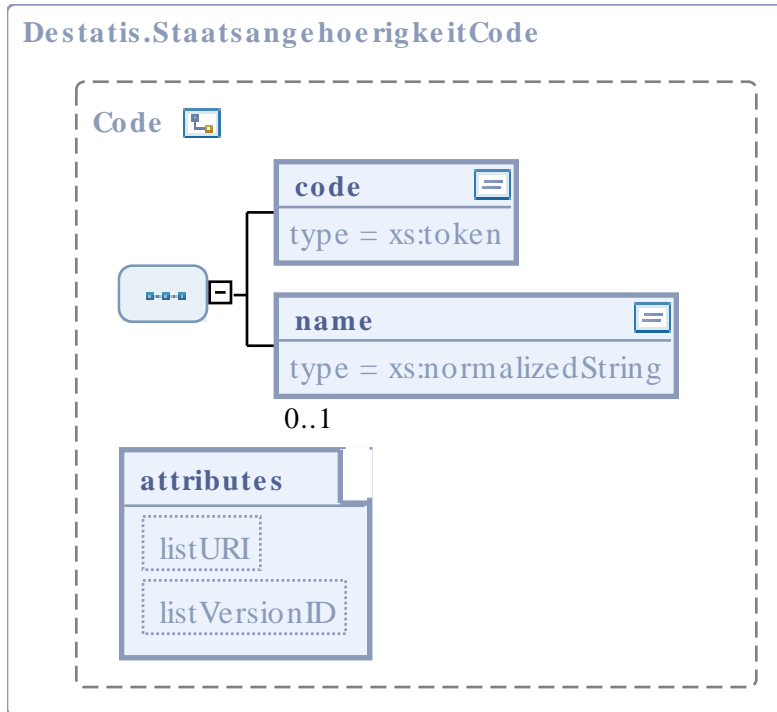 Destatis.StaatsangehoerigkeitCode
Code
code
type = xs:token
name
type = xs:normalizedString
0..1
attributes
listURI
listVersionID